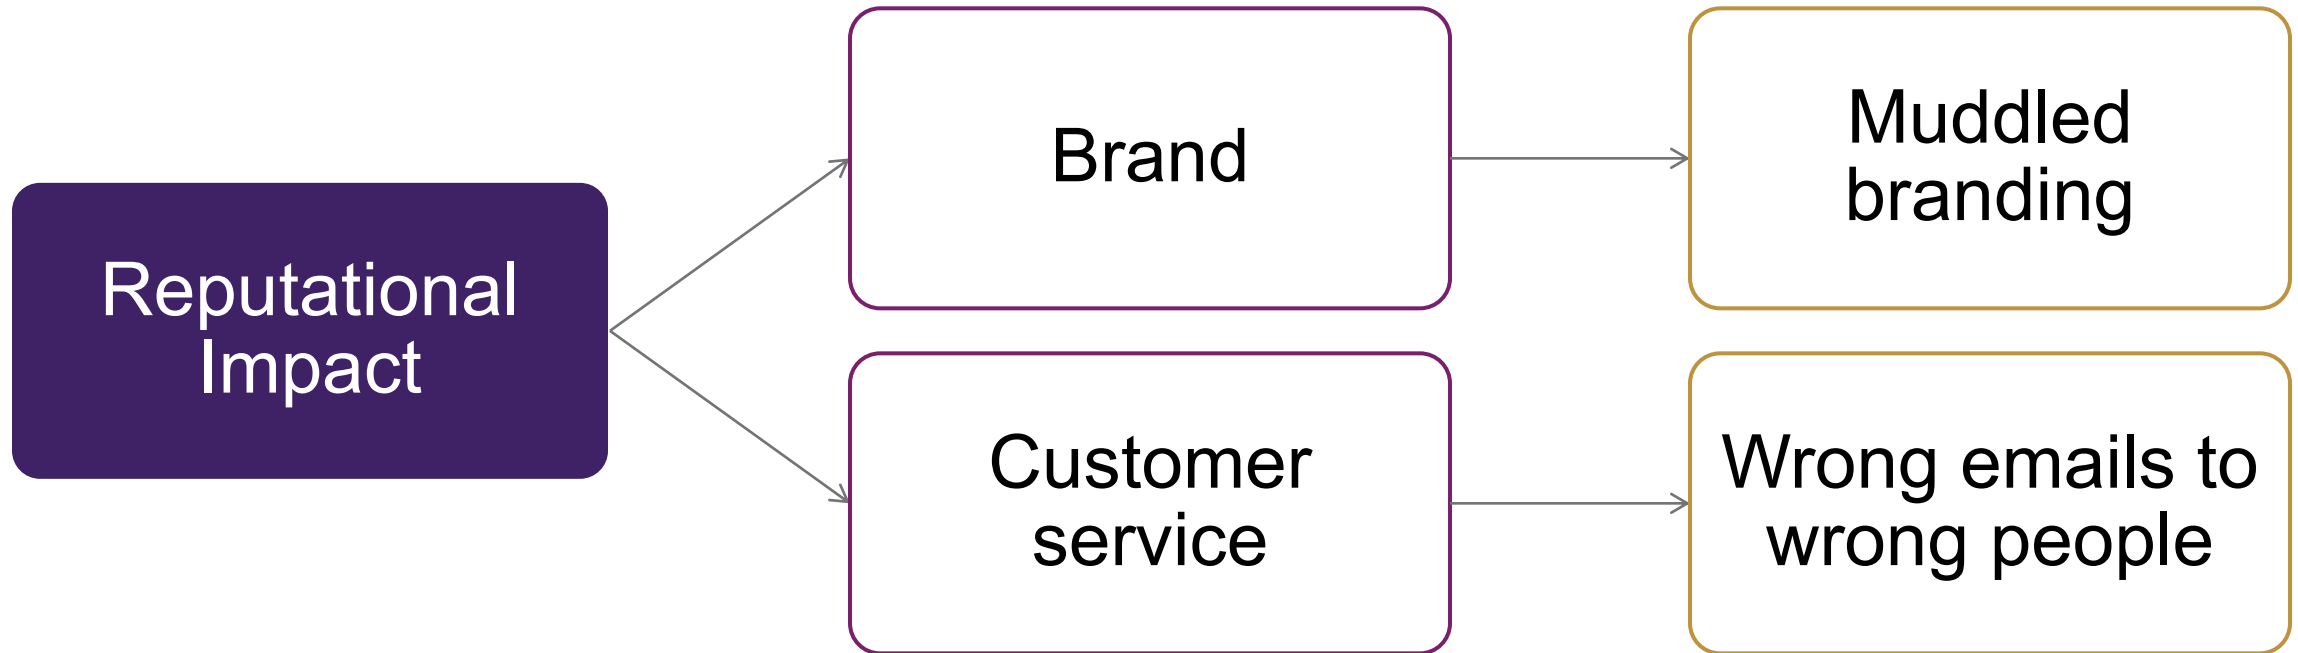 Reputational
Impact
Brand
Muddled
branding
Customer
service
Wrong emails to
wrong people